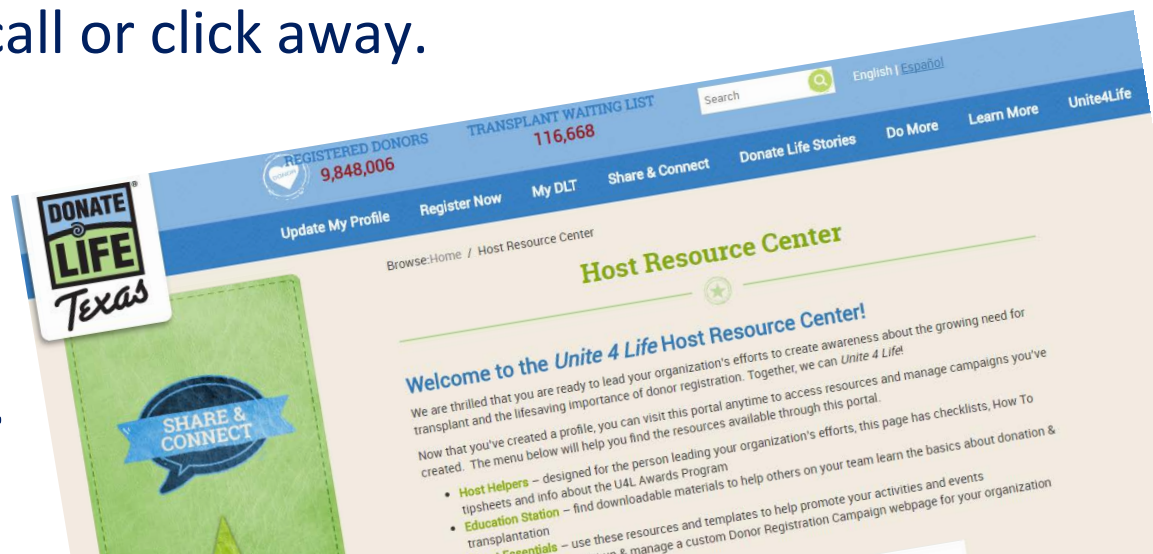 call or click away.
REGISTERED DONORS
9,848,006
TRANSPLANT WAITING LIST
116,668
Search
English | Español
DONATE
LIFE
Texas
Update My Profile Register Now My DLT Share & Connect Donate Life Stories Do More Learn More Unite4Life
Browse:Home / Host Resource Center
Host Resource Center
SHARE &
CONNECT
Welcome to the Unite 4 Life Host Resource Center!
We are thrilled that you are ready to lead your organization's efforts to create awareness about the growing need for
transplant and the lifesaving importance of donor registration. Together, we can Unite 4 Life!
Now that you've created a profile, you can visit this portal anytime to access resources and manage campaigns you've
created. The menu below will help you find the resources available through this portal.
• Host Helpers – designed for the person leading your organization's efforts, this page has checklists, How To
tipsheets and info about the U4L Awards Program
• Education Station – find downloadable materials to help others on your team learn the basics about donation &
transplantation
Essentials – use these resources and templates to help promote your activities and events
& manage a custom Donor Registration Campaign webpage for your organization